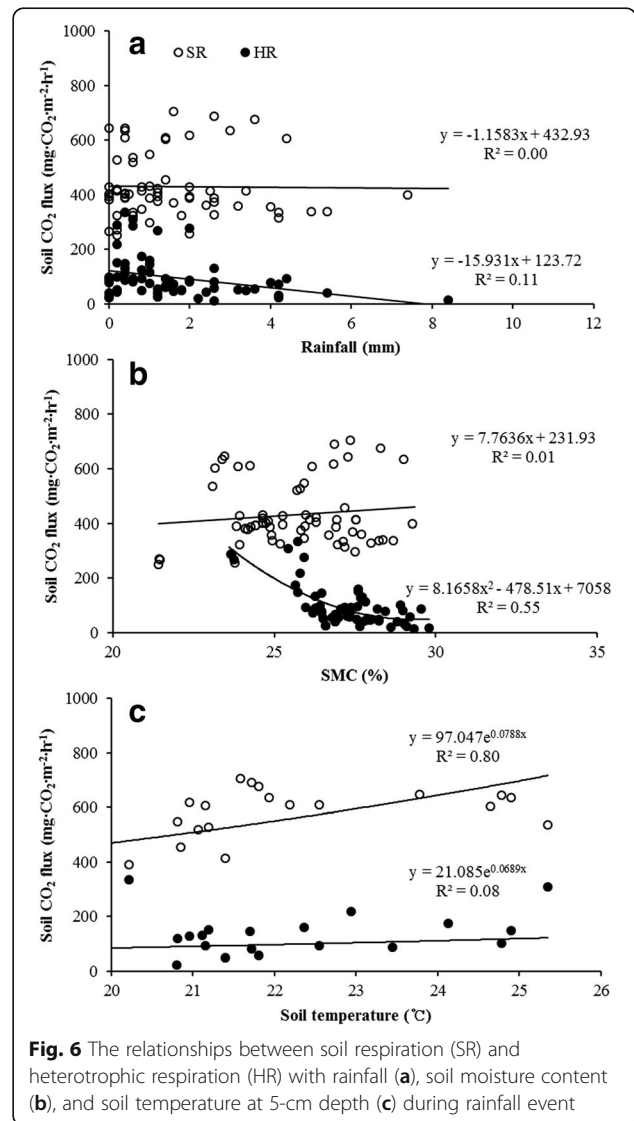 a
○SR ●HR
1000
800
600
400
200
0
Soil CO₂ flux (mg·CO₂·m⁻²·h¹)
y = -1.1583x + 432.93
R² = 0.00
y = -15.931x + 123.72
R² = 0.11
0 2 4 6 8 10 12
Rainfall (mm)
b
1000
800
600
400
200
0
Soil CO₂ flux (mg·CO₂·m⁻²·h¹)
y = 7.7636x + 231.93
R² = 0.01
y = 8.1658x² - 478.51x + 7058
R² = 0.55
20 25 30 35
SMC (%)
c
1000
800
600
400
200
0
Soil CO₂ flux (mg·CO₂·m⁻²·h¹)
y = 97.047e⁰·⁰⁷⁸⁸ˣ
R² = 0.80
y = 21.085e⁰·⁰⁶⁸⁹ˣ
R² = 0.08
20 21 22 23 24 25 26
Soil temperature (℃)
Fig. 6 The relationships between soil respiration (SR) and
heterotrophic respiration (HR) with rainfall (a), soil moisture content
(b), and soil temperature at 5-cm depth (c) during rainfall event